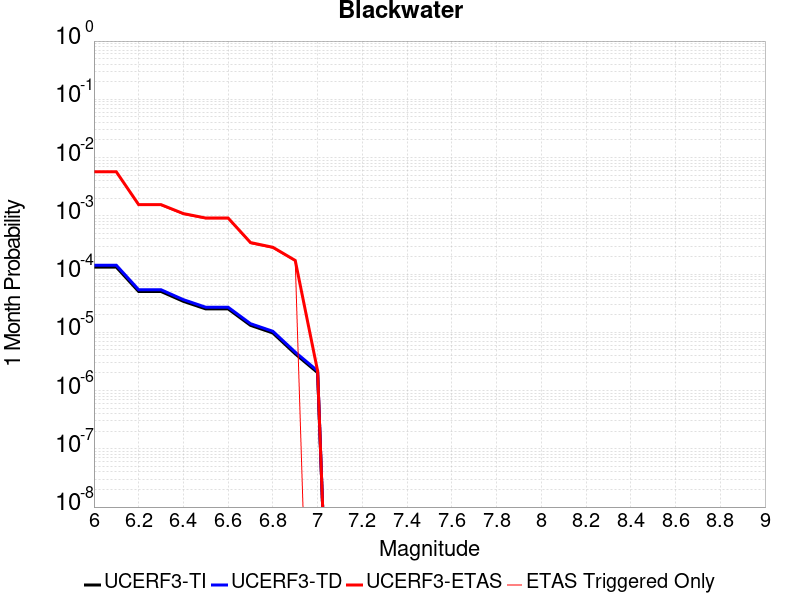 Blackwater
10^0
10^-1
10^-2
10^-3
10^-4
10^-5
10^-6
10^-7
10^-8
1 Month Probability
6 6.2 6.4 6.6 6.8 7 7.2 7.4 7.6 7.8 8 8.2 8.4 8.6 8.8 9
Magnitude
UCERF3-TI UCERF3-TD UCERF3-ETAS ETAS Triggered Only